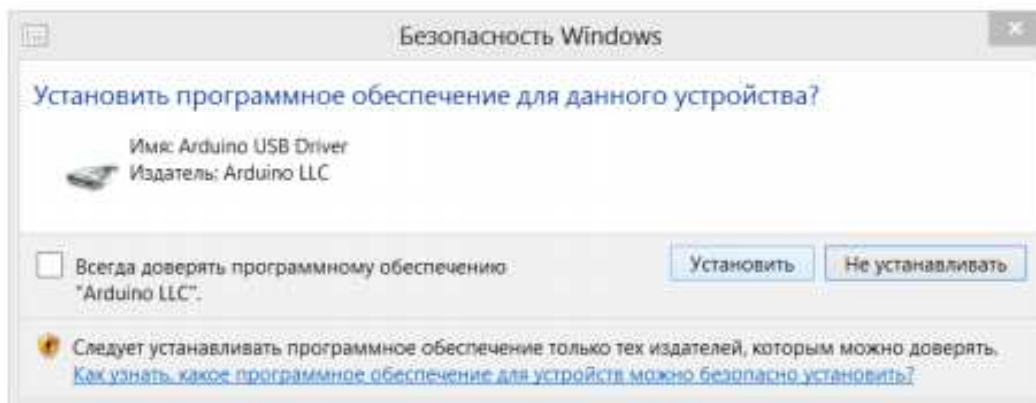 Безопасность Windows
Установить программное обеспечение для данного устройства?
Имя: Arduino USB Driver
Издатель: Arduino LLC
Всегда доверять программному обеспечению
"Arduino LLC".
Установить
Не устанавливать
Следует устанавливать программное обеспечение только тех издателей, которым можно доверять.
Как узнать, какое программное обеспечение для устройств можно безопасно установить?